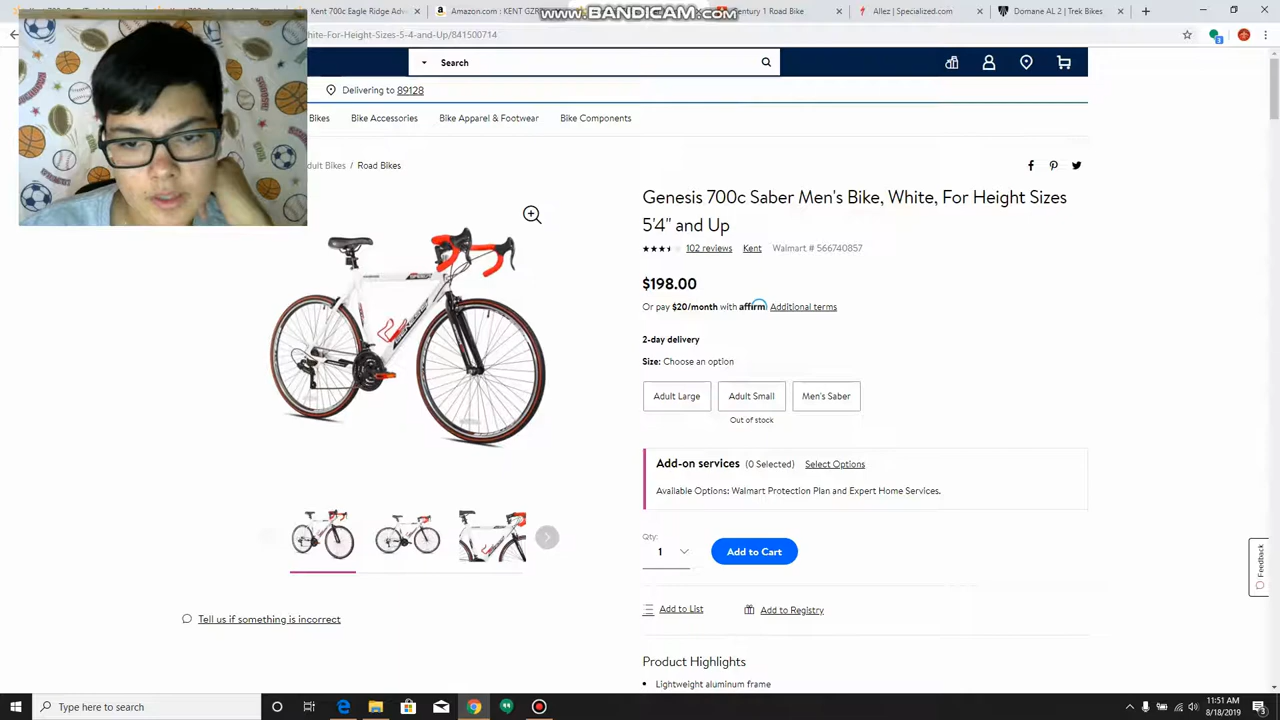 Kent 700c Eagle Ridge Adv
Amazon.com : KENT GZR
www.BANDICAM.com
entury 1 Road Bike
Allez | Specialized.com
Domane AL 2 | Trek Bikes
hite-For-Height-Sizes-5-4-and-Up/841500714
Search
Delivering to 89128
Bikes
Bike Accessories
Bike Apparel & Footwear
Bike Components
dult Bikes / Road Bikes
Genesis 700c Saber Men's Bike, White, For Height Sizes
5'4" and Up
102 reviews Kent Walmart # 566740857
$198.00
Or pay $20/month with affirm Additional terms
2-day delivery
Size: Choose an option
Adult Large
Adult Small
Men's Saber
Out of stock
Add-on services (0 Selected) Select Options
Available Options: Walmart Protection Plan and Expert Home Services.
Qty:
1
Add to Cart
Feedback
Add to List
Add to Registry
Tell us if something is incorrect
Product Highlights
Lightweight aluminum frame
Type here to search
11:51 AM
8/18/2019